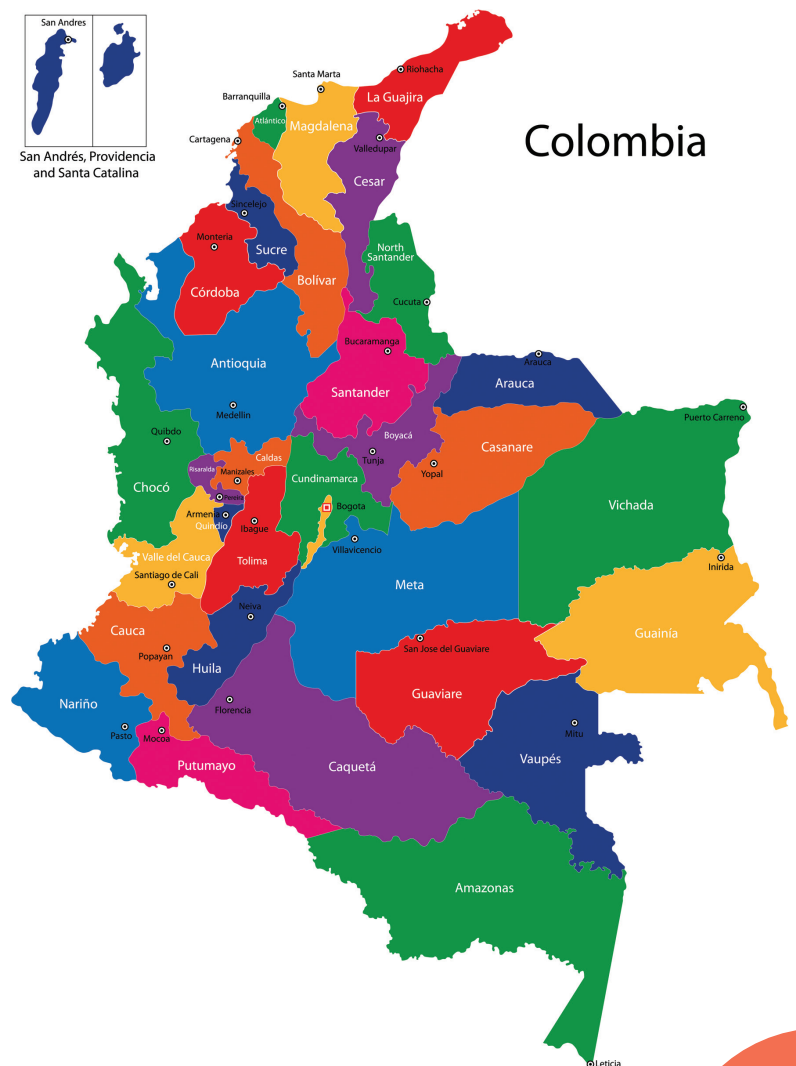 San Andres
San Andrés, Providencia
and Santa Catalina
Colombia
Riohacha
Santa Marta
La Guajira
Barranquilla
Atlántico
Magdalena
Cartagena
Valledupar
Cesar
Sincelejo
Monteria
Sucre
North
Santander
Bolívar
Córdoba
Cucuta
Bucaramanga
Antioquia
Arauca
Arauca
Santander
Medellin
Puerto Carreno
Quibdo
Boyacá
Casanare
Tunja
Caldas
Risaralda
Manizales
Cundinamarca
Yopal
Chocó
Pereira
Vichada
Bogota
Armenia
Quindío
Ibague
Villavicencio
Valle del Cauca
Tolima
Inirida
Santiago de Cali
Meta
Neiva
Cauca
Guainía
San Jose del Guaviare
Popayan
Huila
Guaviare
Nariño
Florencia
Pasto
Mocoa
Mitu
Vaupés
Putumayo
Caquetá
Amazonas
Leticia